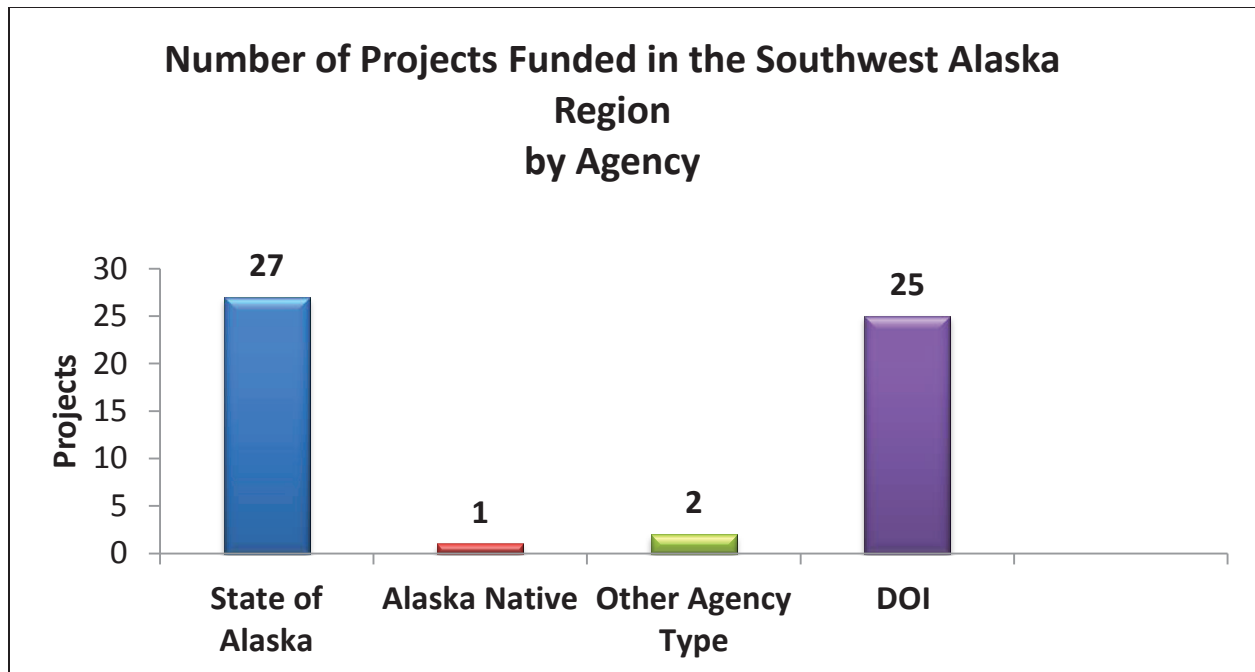 Number of Projects Funded in the Southwest Alaska
Region
by Agency
30
25
20
15
10
5
0
Projects
27
1
2
25
State of
Alaska
Alaska Native
Other Agency
Type
DOI